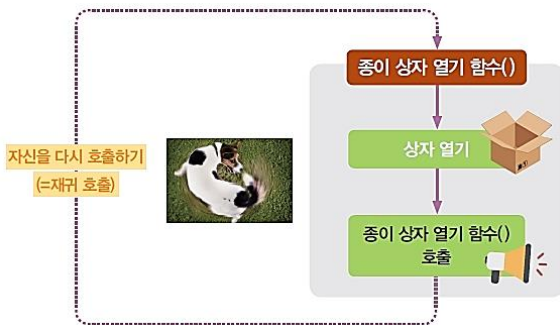 종이 상자 열기 함수()
상자 열기
자신을 다시 호출하기
(=재귀 호출)
종이 상자 열기 함수()
호출